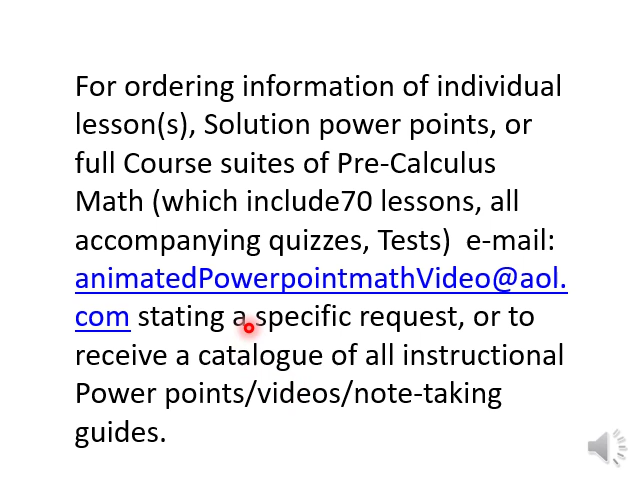 For ordering information of individual
lesson(s), Solution power points, or
full Course suites of Pre-Calculus
Math (which include70 lessons, all
accompanying quizzes, Tests)  e-mail:
animatedPowerpointmathVideo@aol.
com stating a specific request, or to
receive a catalogue of all instructional
Power points/videos/note-taking
guides.